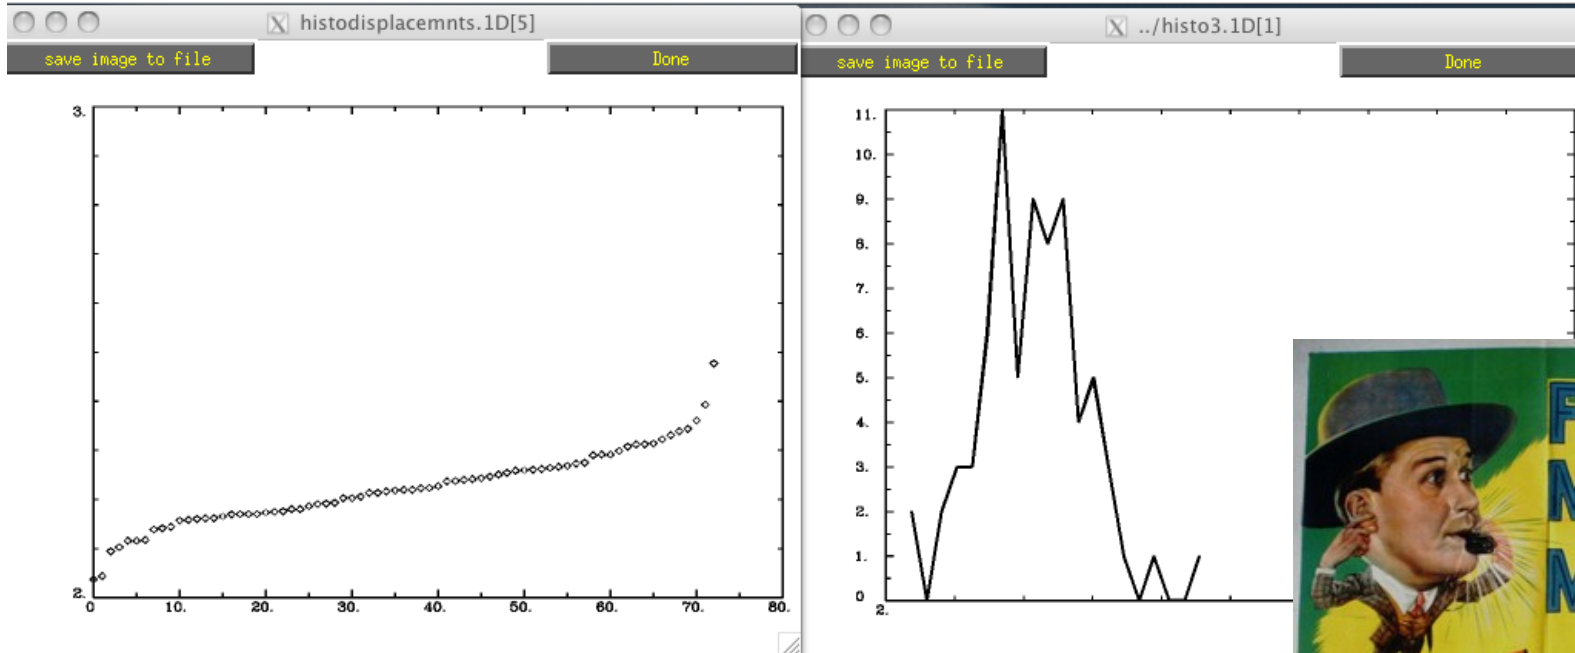 histodisplacemnts.1D[5]
save image to file
Done
3.
2.
0 10. 20. 30. 40. 50. 60. 70. 80.
../histo3.1D[1]
save image to file
Done
11.
10.
9.
8.
7.
6.
5.
4.
3.
2.
1.
0
2.
F
M
M